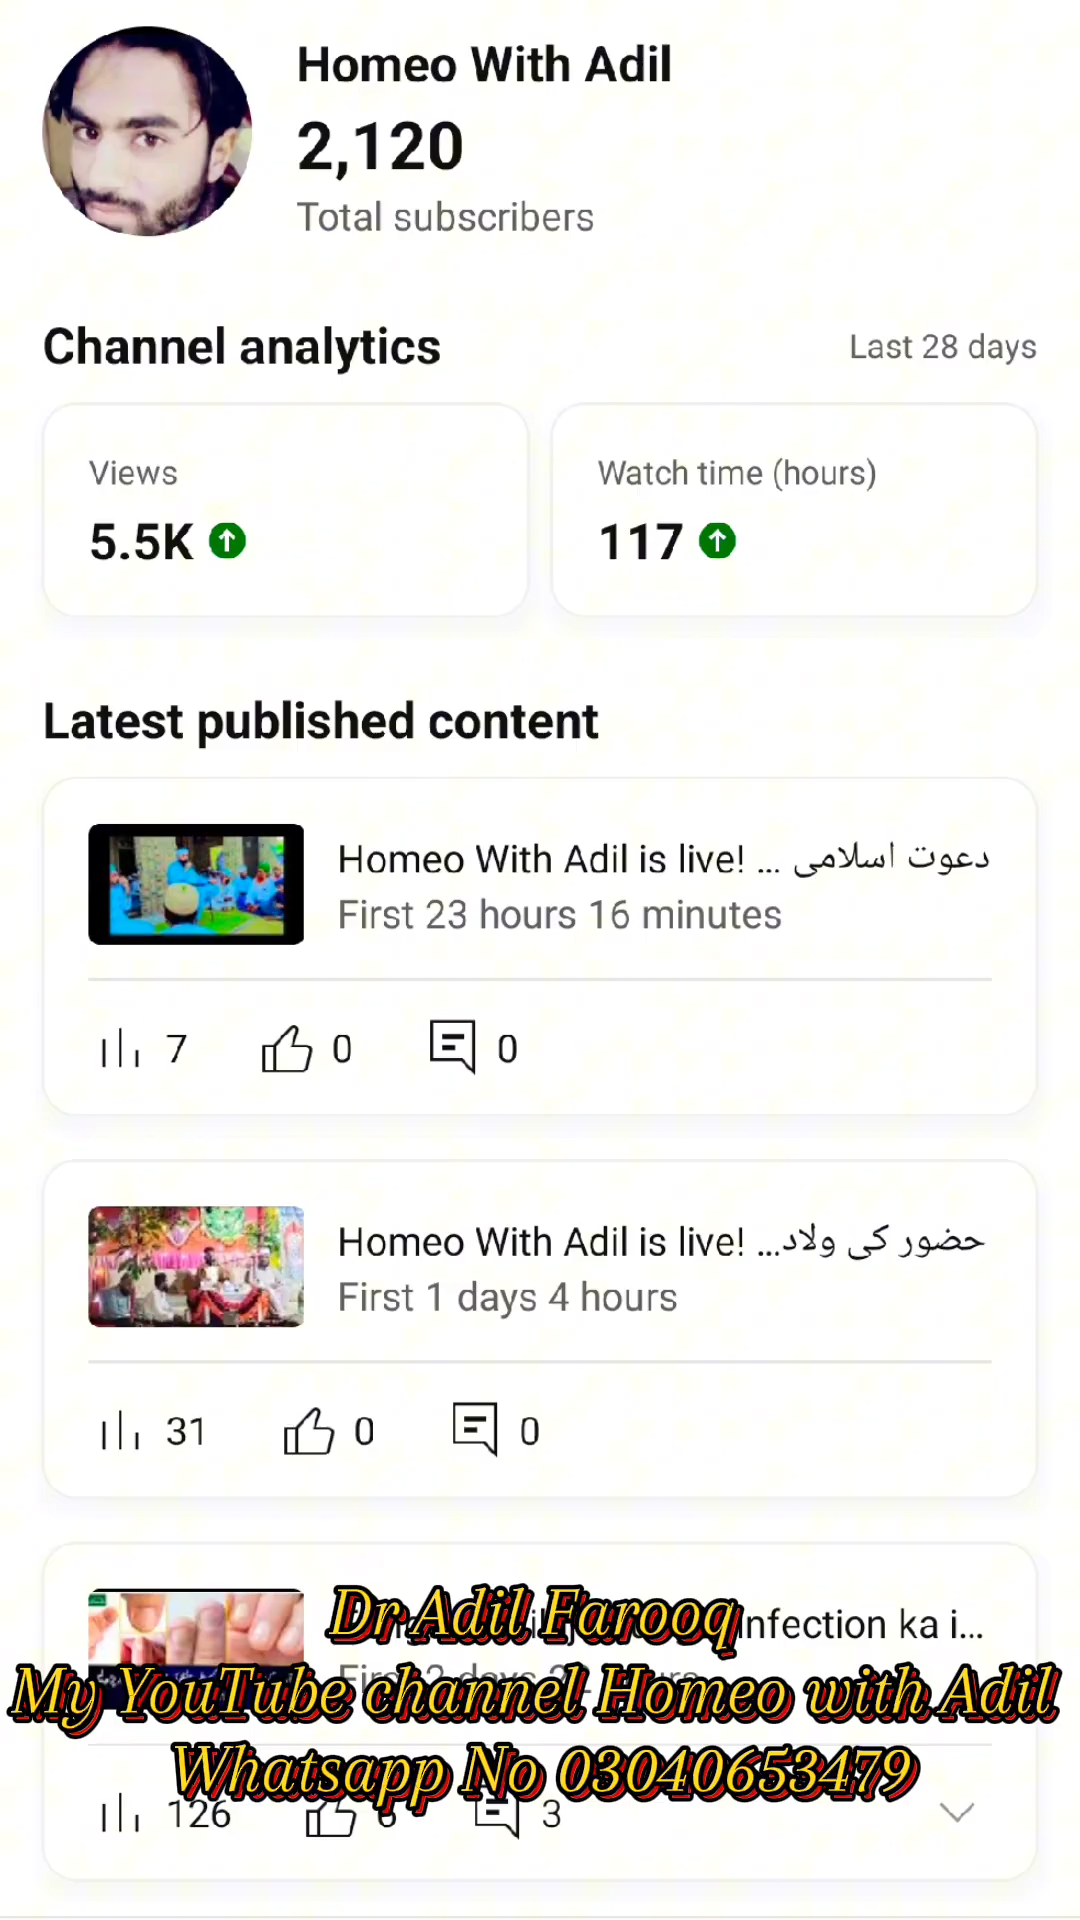 Homeo With Adil
2,120
Total subscribers
Channel analytics
Last 28 days
Views
5.5K
Watch time (hours)
117
Latest published content
Homeo With Adil is live! ... دعوت اسلامی
First 23 hours 16 minutes
7
0
0
Homeo With Adil is live! ...حضور کی ولاد
First 1 days 4 hours
31
0
0
Dr Adil Farooq
Infection ka i...
My YouTube channel Homeo with Adil
Whatsapp No 03040653479
126
6
3